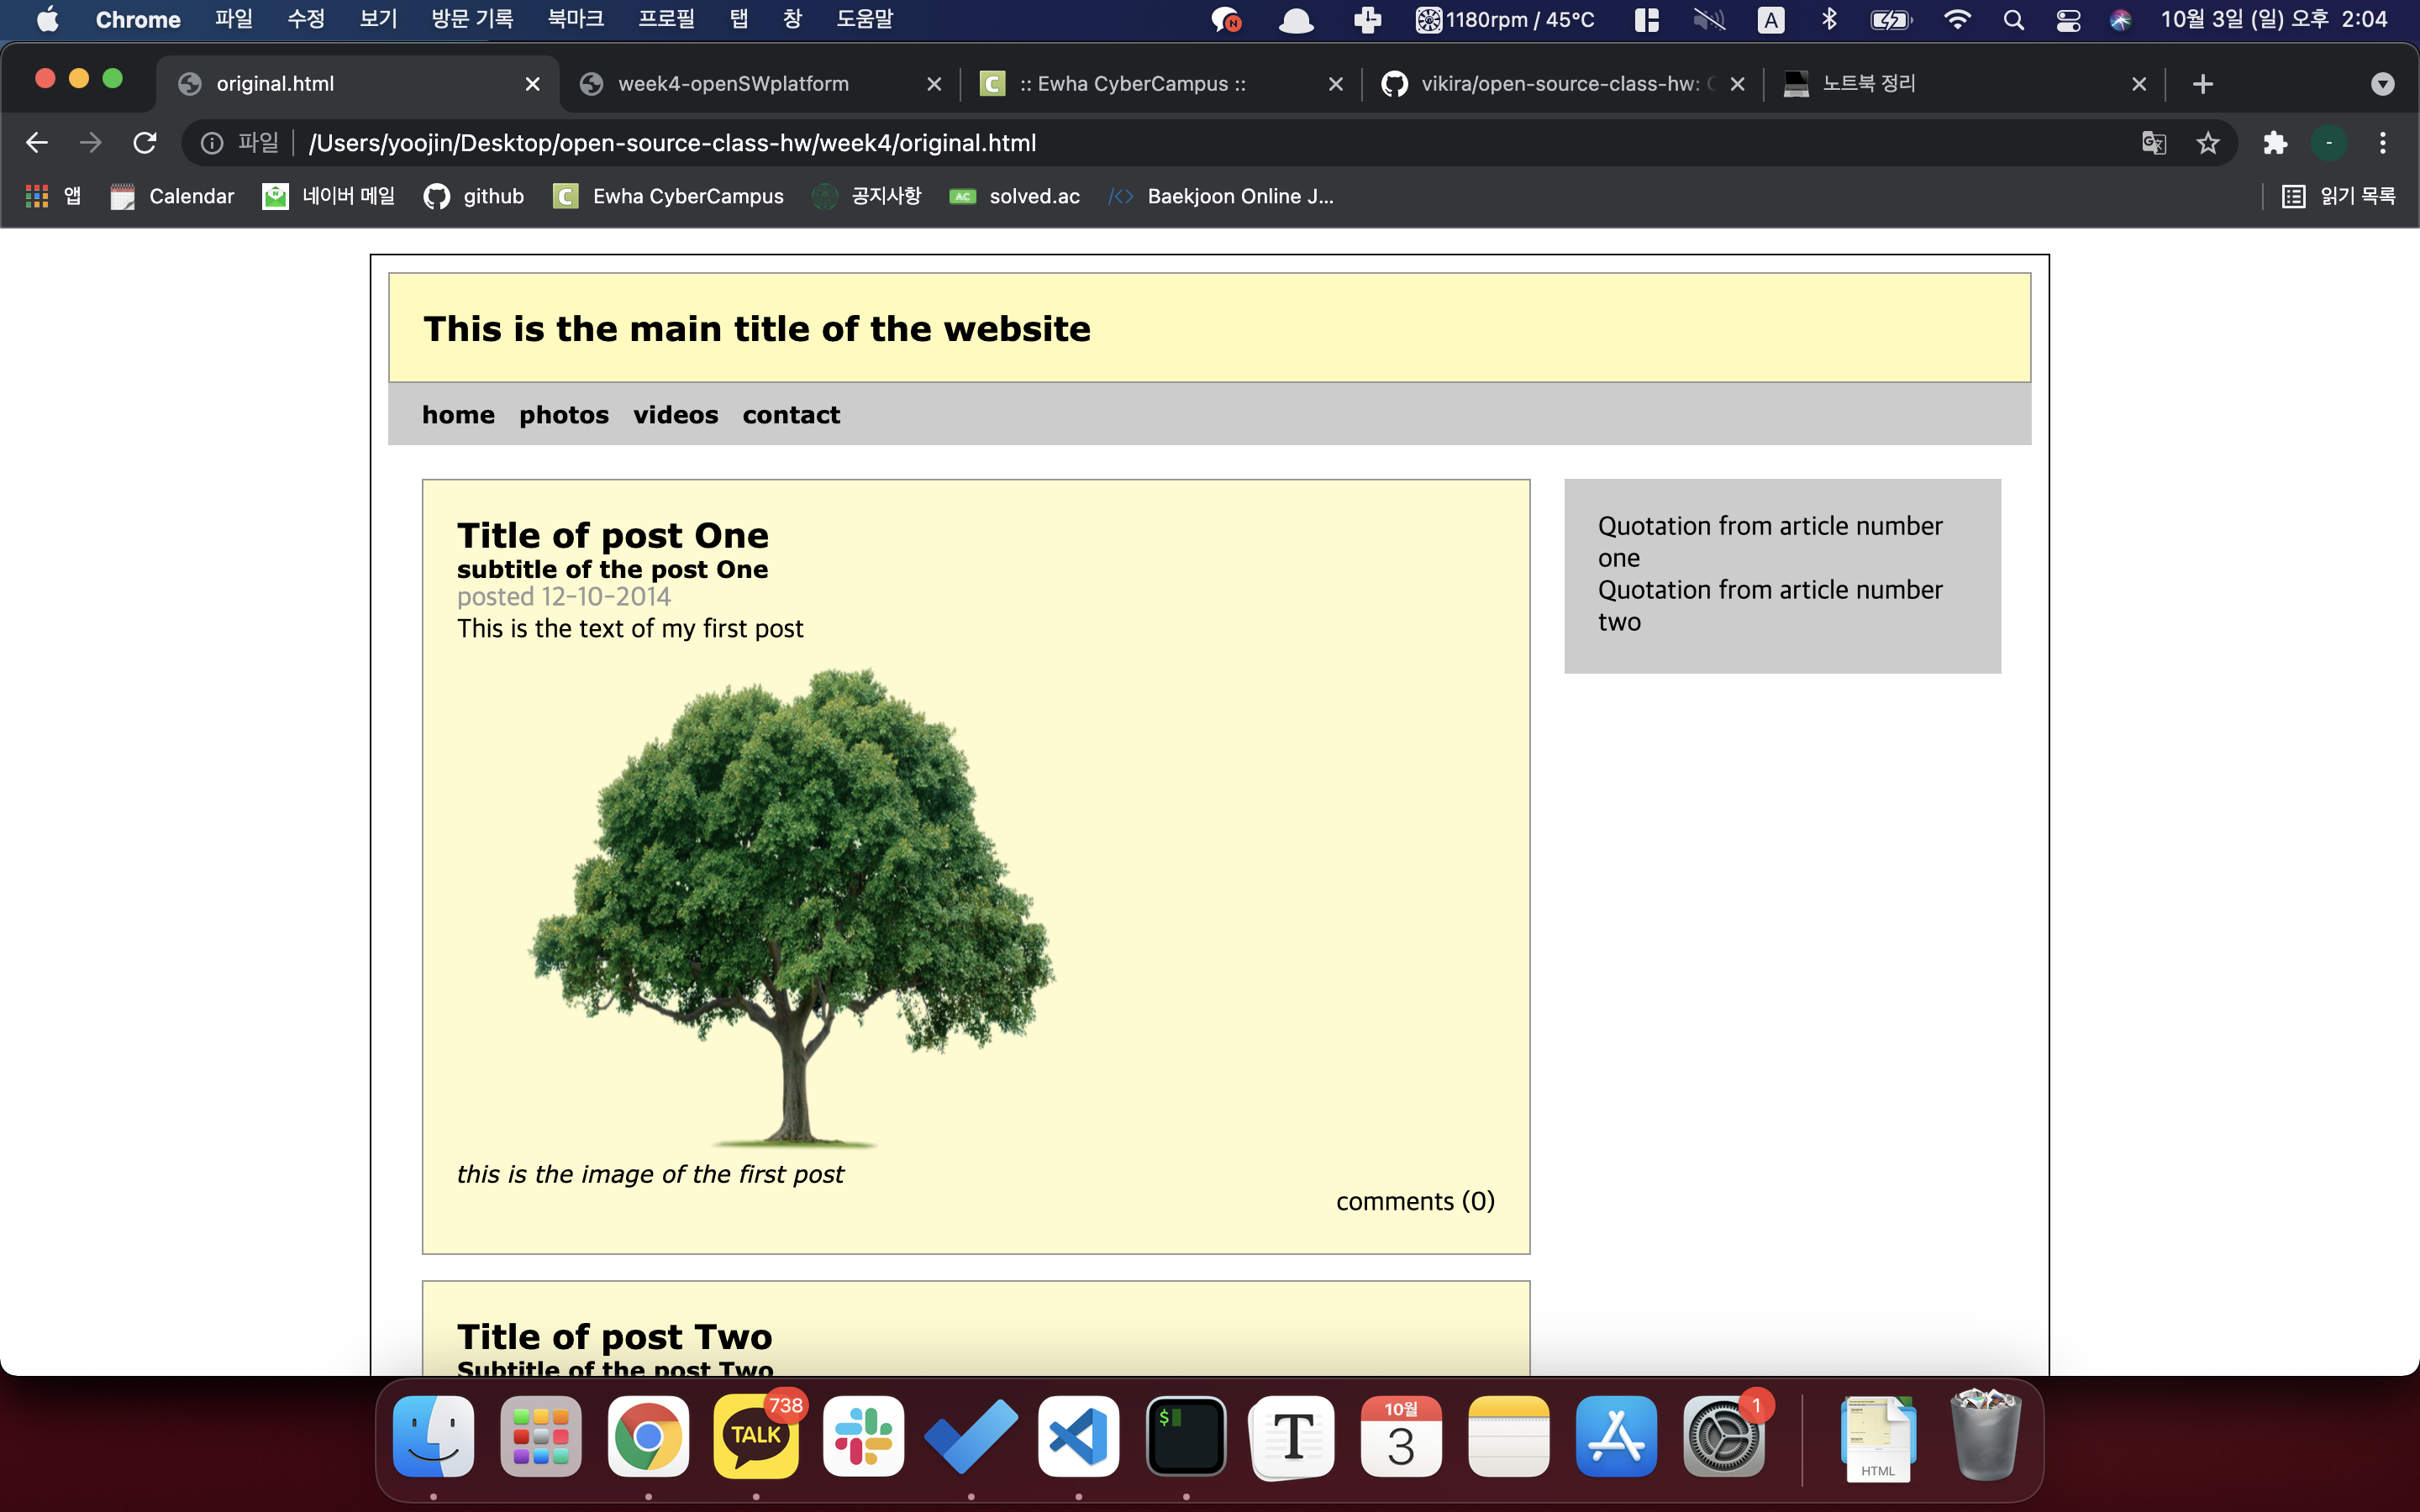 Chrome 파일 수정 보기 방문 기록 북마크 프로필 탭 창 도움말 N 1180rpm / 45°C A 10월 3일 (일) 오후 2:04
original.html week4-openSWplatform C :: Ewha CyberCampus :: vikira/open-source-class-hw: 노트북 정리
파일 /Users/yoojin/Desktop/open-source-class-hw/week4/original.html -
앱 Calendar 네이버 메일 github C Ewha CyberCampus 공지사항 AC solved.ac /<> Baekjoon Online J... 읽기 목록
This is the main title of the website
home photos videos contact
Title of post One
subtitle of the post One
posted 12-10-2014
This is the text of my first post
this is the image of the first post
comments (0)
Quotation from article number
one
Quotation from article number
two
Title of post Two
Subtitle of the post Two
738
TALK
$
T
10월
3
1
HTML